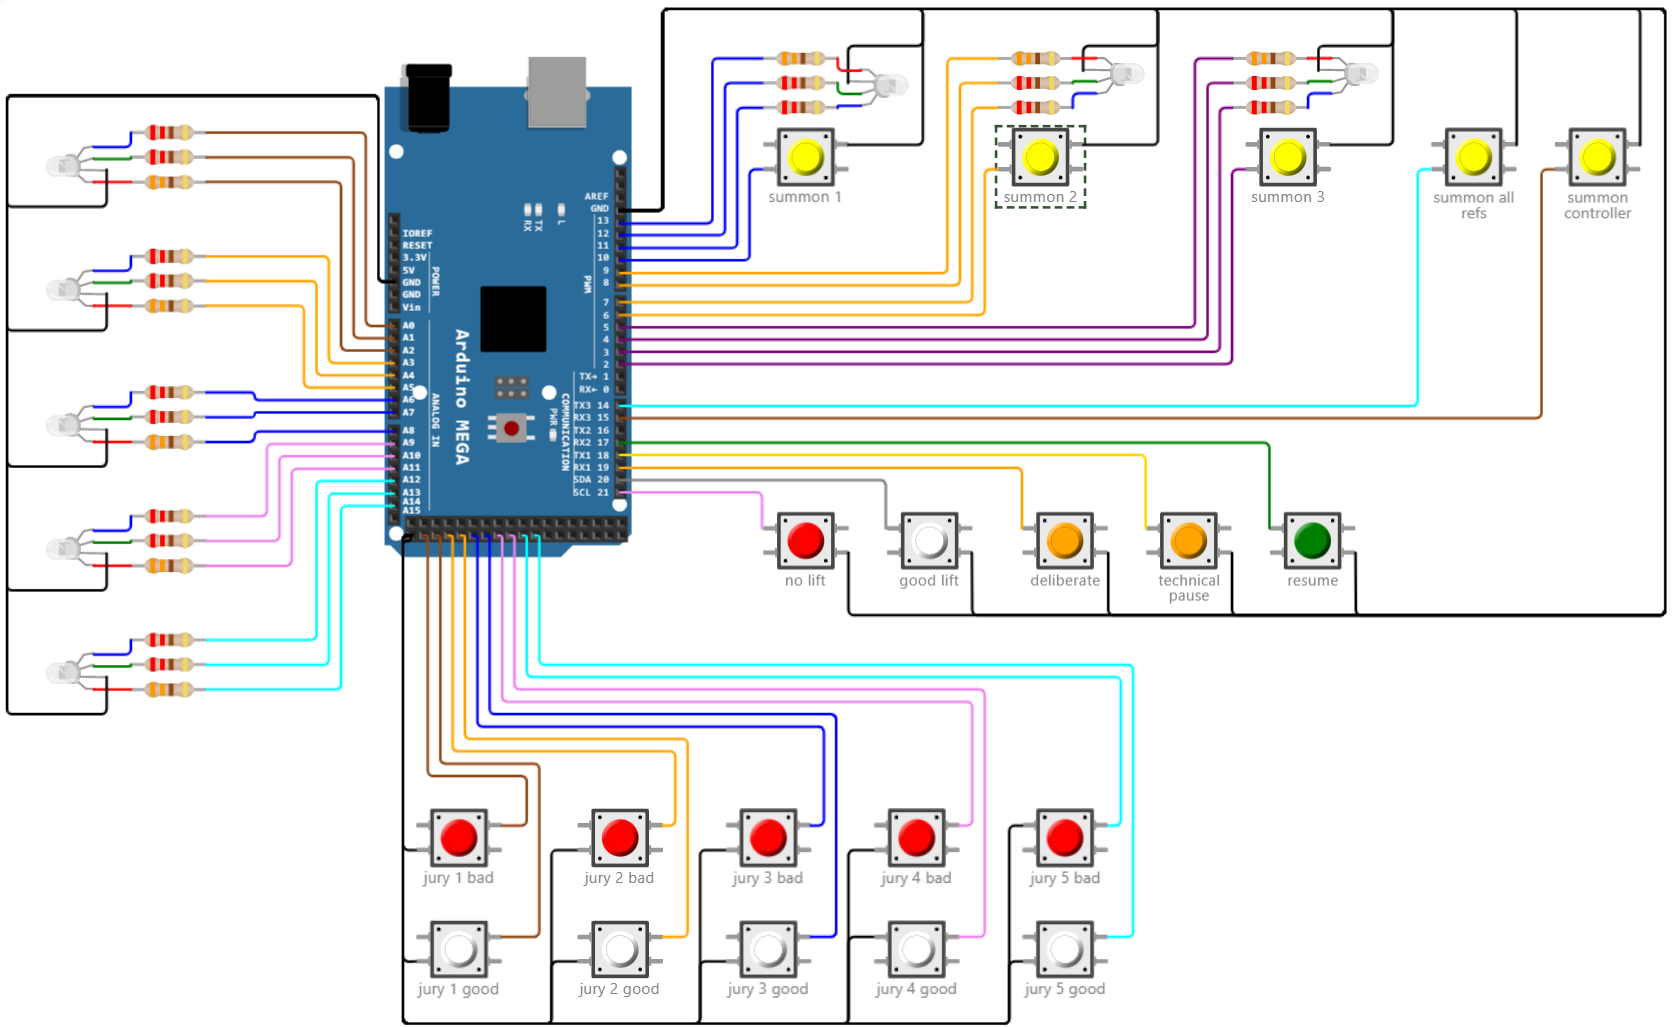 AREF
GND
13
12
11
10
9
8
7
6
5
4
3
2
TX→ 1
RX← 0
TX3 14
RX3 15
TX2 16
RX2 17
TX1 18
RX1 19
SDA 20
SCL 21
PWM
COMMUNICATION
RX
TX
L
PWR
Arduino MEGA
IOREF
RESET
3.3V
5V
GND
GND
Vin
POWER
A0
A1
A2
A3
A4
A5
A6
A7
A8
A9
A10
A11
A12
A13
A14
A15
ANALOG IN
summon 1
summon 2
summon 3
summon all
refs
summon
controller
no lift
good lift
deliberate
technical
pause
resume
jury 1 bad
jury 2 bad
jury 3 bad
jury 4 bad
jury 5 bad
jury 1 good
jury 2 good
jury 3 good
jury 4 good
jury 5 good